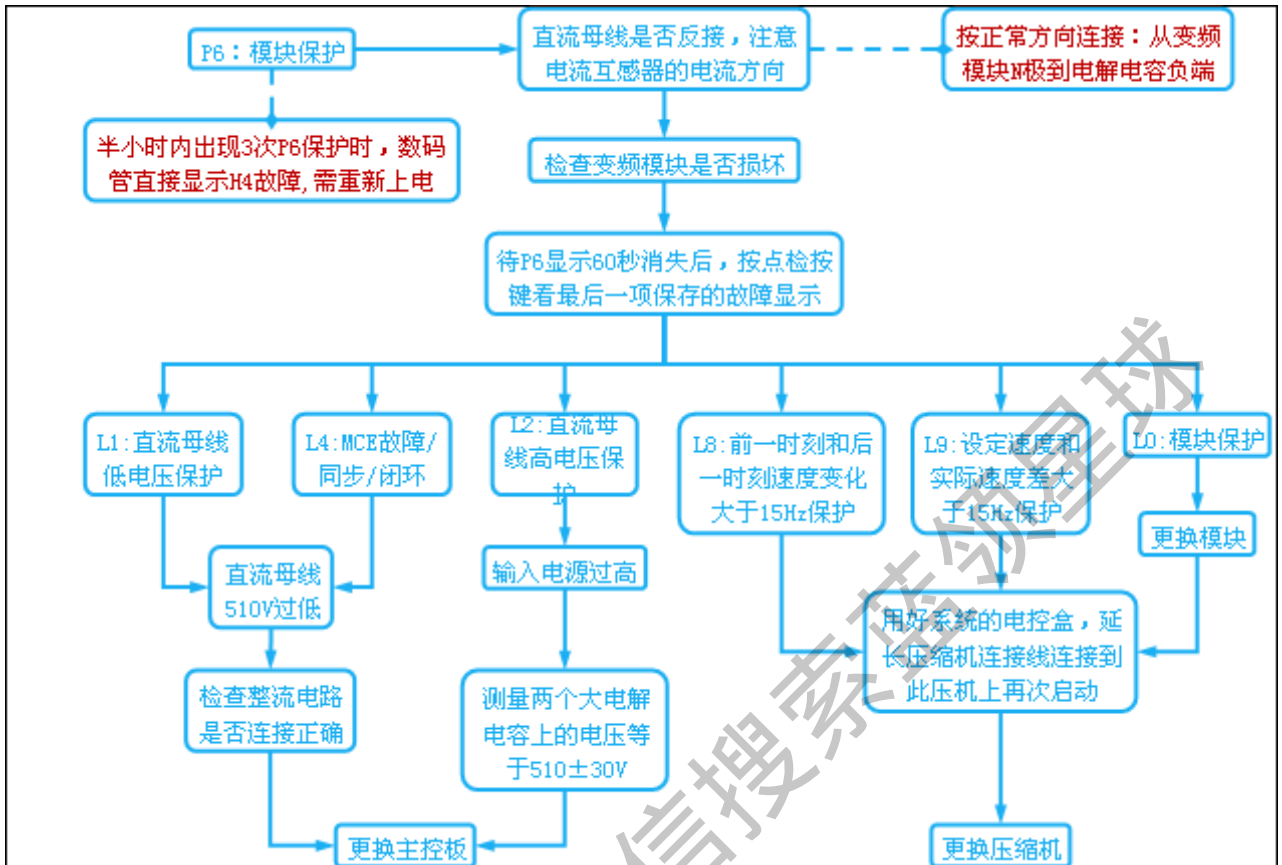 P6：模块保护
直流母线是否反接，注意
电流互感器的电流方向
按正常方向连接：从变频
模块N极到电解电容负端
半小时内出现3次P6保护时，数码
管直接显示H4故障,需重新上电
检查变频模块是否损坏
待P6显示60秒消失后，按点检按
键看最后一项保存的故障显示
L1:直流母线
低电压保护
L4:MCE故障/
同步/闭环
L2:直流母
线高电压保
护
L8:前一时刻和后
一时刻速度变化
大于15Hz保护
L9:设定速度和
实际速度差大
于15Hz保护
L0:模块保护
更换模块
直流母线
510V过低
输入电源过高
用好系统的电控盒，延
长压缩机连接线连接到
此压机上再次启动
检查整流电路
是否连接正确
测量两个大电解
电容上的电压等
于510±30V
更换主控板
更换压缩机
信搜索蓝领星球